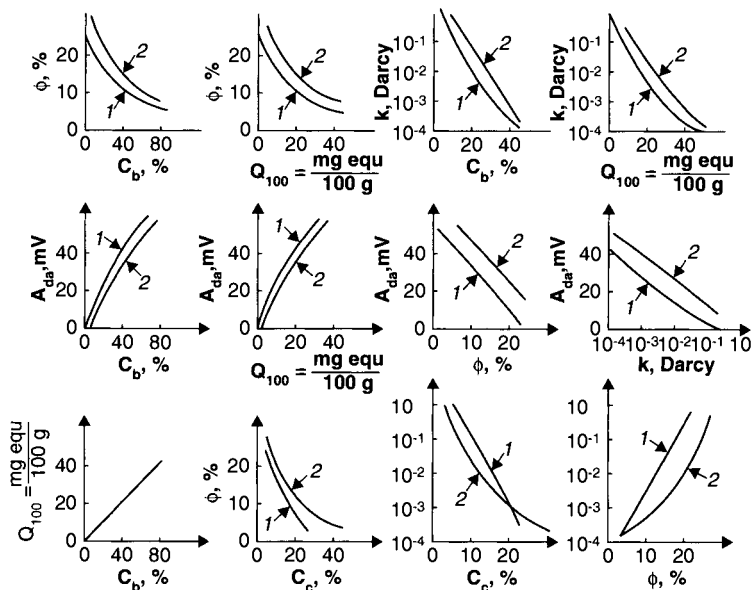 ϕ, %
20
10
0
0 40 80
C_b, %
1
2
ϕ, %
20
10
0
0 20 40
Q_100 = mg equ
100 g
1
2
k, Darcy
10^-1
10^-2
10^-3
10^-4
0 20 40
C_b, %
1
2
k, Darcy
10^-1
10^-2
10^-3
10^-4
0 20 40
Q_100 = mg equ
100 g
1
2
A_da, mV
40
20
0
0 40 80
C_b, %
1
2
A_da, mV
40
20
0
0 20 40
Q_100 = mg equ
100 g
1
2
A_da, mV
40
20
0
0 10 20
ϕ, %
1
2
A_da, mV
40
20
0
10^-4 10^-3 10^-2 10^-1 10
k, Darcy
1
2
Q_100 = mg equ
100 g
40
20
0
0 40 80
C_b, %
ϕ, %
20
10
0
0 20 40
C_c, %
1
2
10
10^-1
10^-2
10^-3
10^-4
0 10 20
C_c, %
1
2
10
10^-1
10^-2
10^-3
10^-4
0 10 20
ϕ, %
1
2